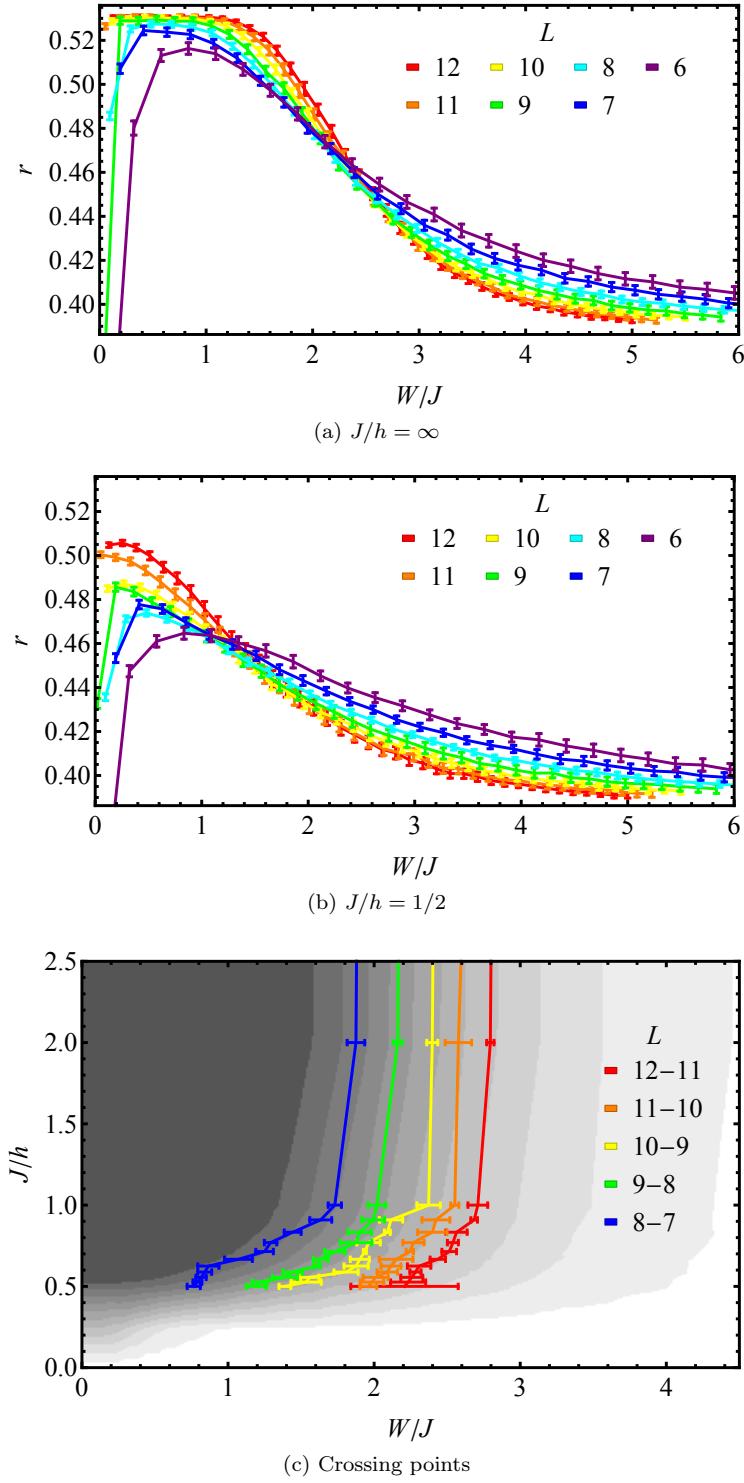 L
12 10 8 6
11 9 7
0.52
0.50
0.48
0.46
0.44
0.42
0.40
r
0 1 2 3 4 5 6
W/J
(a) J/h = ∞
L
12 10 8 6
11 9 7
0.52
0.50
0.48
0.46
0.44
0.42
0.40
r
0 1 2 3 4 5 6
W/J
(b) J/h = 1/2
2.5
2.0
1.5
1.0
0.5
0.0
J/h
L
12−11
11−10
10−9
9−8
8−7
0 1 2 3 4
W/J
(c) Crossing points